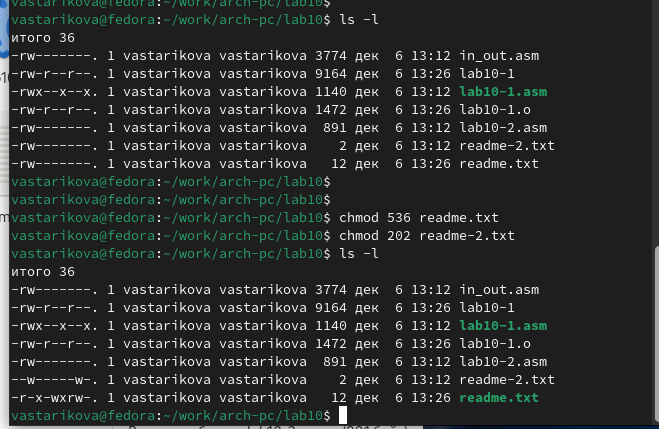 vastarikova@fedora:~/work/arch-pc/lab10$
vastarikova@fedora:~/work/arch-pc/lab10$ ls -l
итого 36
-rw-------. 1 vastarikova vastarikova 3774 дек  6 13:12 in_out.asm
-rw-r--r--. 1 vastarikova vastarikova 9164 дек  6 13:26 lab10-1
-rwx--x--x. 1 vastarikova vastarikova 1140 дек  6 13:12 lab10-1.asm
-rw-r--r--. 1 vastarikova vastarikova 1472 дек  6 13:26 lab10-1.o
-rw-------. 1 vastarikova vastarikova  891 дек  6 13:12 lab10-2.asm
-rw-------. 1 vastarikova vastarikova    2 дек  6 13:12 readme-2.txt
-rw-------. 1 vastarikova vastarikova   12 дек  6 13:26 readme.txt
vastarikova@fedora:~/work/arch-pc/lab10$
vastarikova@fedora:~/work/arch-pc/lab10$
vastarikova@fedora:~/work/arch-pc/lab10$ chmod 536 readme.txt
vastarikova@fedora:~/work/arch-pc/lab10$ chmod 202 readme-2.txt
vastarikova@fedora:~/work/arch-pc/lab10$ ls -l
итого 36
-rw-------. 1 vastarikova vastarikova 3774 дек  6 13:12 in_out.asm
-rw-r--r--. 1 vastarikova vastarikova 9164 дек  6 13:26 lab10-1
-rwx--x--x. 1 vastarikova vastarikova 1140 дек  6 13:12 lab10-1.asm
-rw-r--r--. 1 vastarikova vastarikova 1472 дек  6 13:26 lab10-1.o
-rw-------. 1 vastarikova vastarikova  891 дек  6 13:12 lab10-2.asm
--w-----w-. 1 vastarikova vastarikova    2 дек  6 13:12 readme-2.txt
-r-x-wxrw-. 1 vastarikova vastarikova   12 дек  6 13:26 readme.txt
vastarikova@fedora:~/work/arch-pc/lab10$